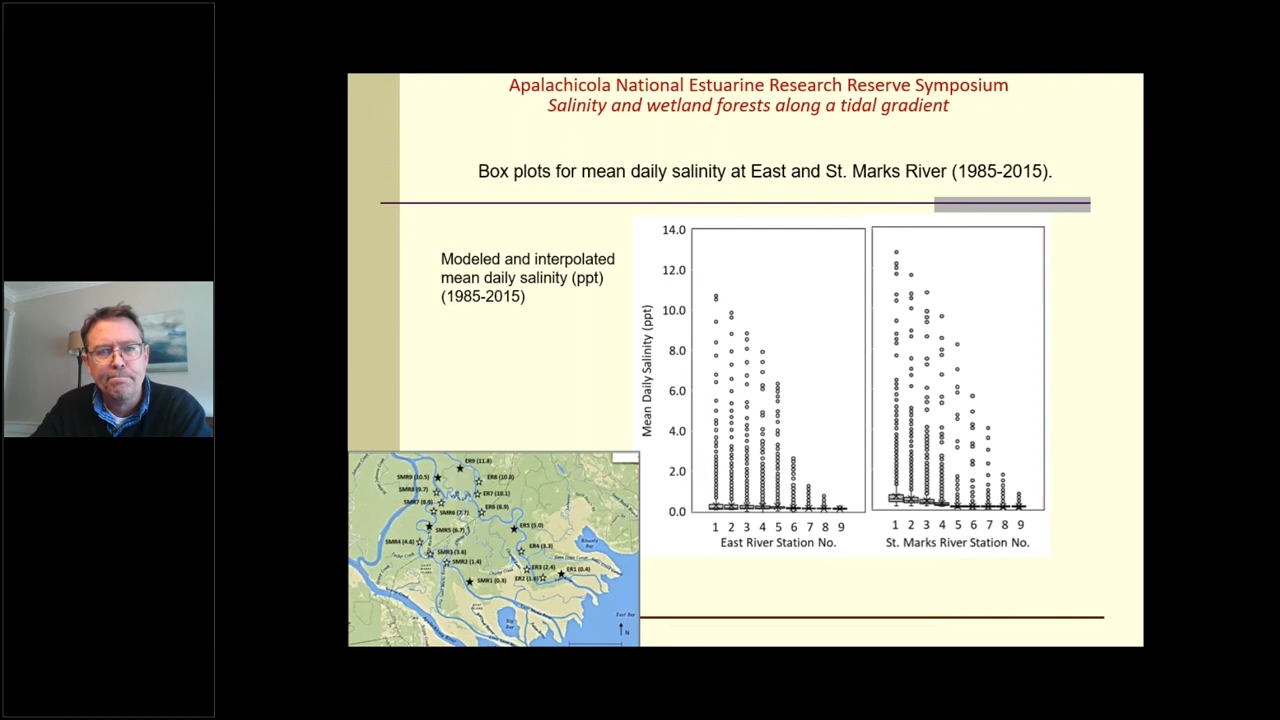 Apalachicola National Estuarine Research Reserve Symposium
Salinity and wetland forests along a tidal gradient
Box plots for mean daily salinity at East and St. Marks River (1985-2015).
Modeled and interpolated
mean daily salinity (ppt)
(1985-2015)
Mean Daily Salinity (ppt)
14.0
12.0
10.0
8.0
6.0
4.0
2.0
0.0
1 2 3 4 5 6 7 8 9
East River Station No.
1 2 3 4 5 6 7 8 9
St. Marks River Station No.
ER9 (11.8)
SMR9 (10.5)
ER8 (10.8)
SMR8 (9.7)
ER7 (10.1)
SMR7 (8.9)
ER6 (8.9)
SMR6 (7.7)
SMR5 (6.7)
ER5 (5.0)
SMR4 (4.6)
ER4 (3.3)
SMR3 (3.6)
SMR2 (1.4)
ER3 (2.4)
ER1 (0.4)
ER2 (1.8)
SMR1 (0.3)
East Bay
Big
Bay
N